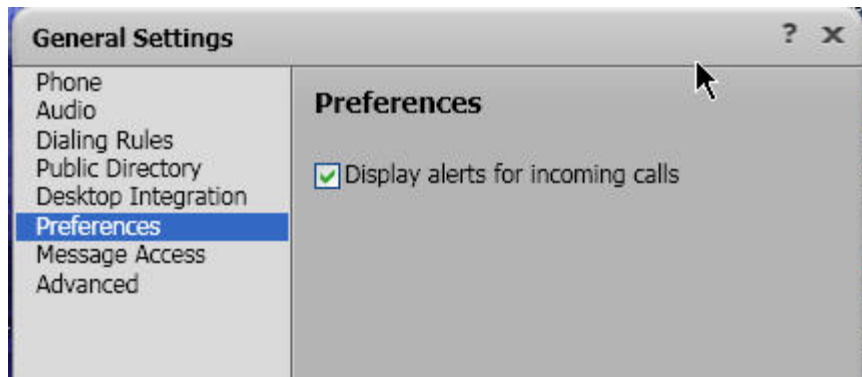 General Settings
? x
Phone
Audio
Dialing Rules
Public Directory
Desktop Integration
Preferences
Message Access
Advanced
Preferences
Display alerts for incoming calls